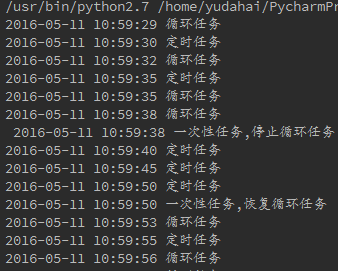 /usr/bin/python2.7 /home/yudahai/PycharmPr
2016-05-11 10:59:29 循环任务
2016-05-11 10:59:30 定时任务
2016-05-11 10:59:32 循环任务
2016-05-11 10:59:35 定时任务
2016-05-11 10:59:35 循环任务
2016-05-11 10:59:38 循环任务
2016-05-11 10:59:38 一次性任务,停止循环任务
2016-05-11 10:59:40 定时任务
2016-05-11 10:59:45 定时任务
2016-05-11 10:59:50 定时任务
2016-05-11 10:59:50 一次性任务,恢复循环任务
2016-05-11 10:59:53 循环任务
2016-05-11 10:59:55 定时任务
2016-05-11 10:59:56 循环任务